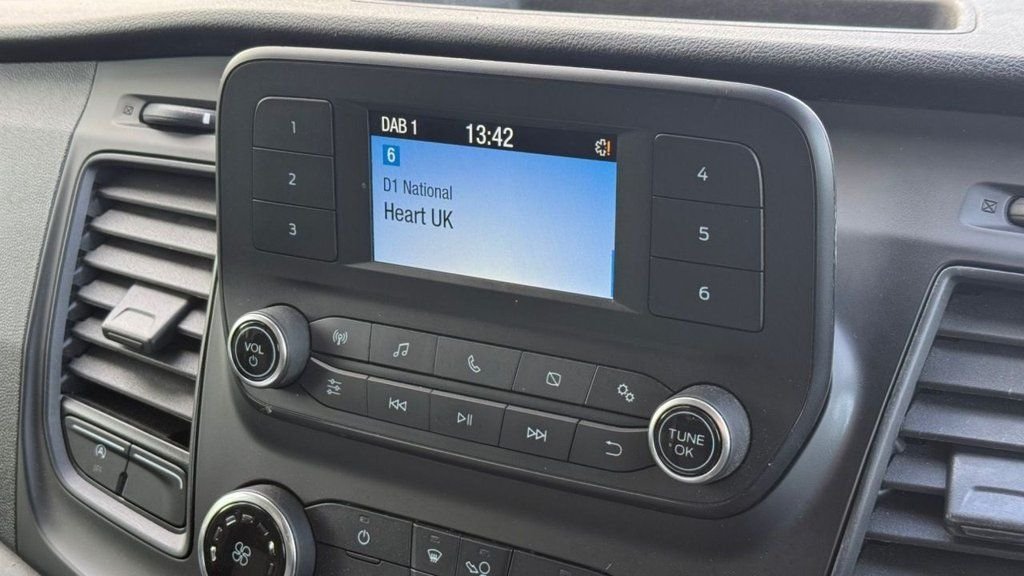 DAB 1 13:42
6
D1 National
Heart UK
1
2
3
4
5
6
VOL
TUNE
OK